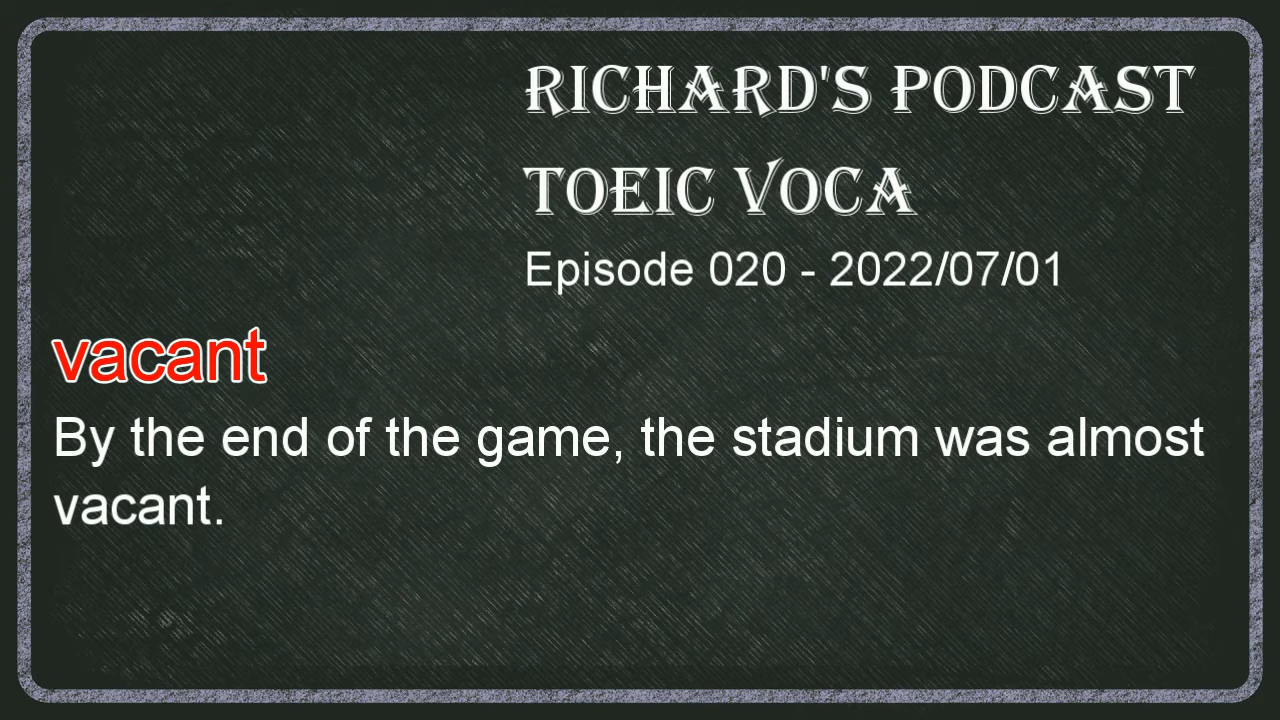 RICHARD'S PODCAST
TOEIC VOCA
Episode 020 - 2022/07/01
vacant
By the end of the game, the stadium was almost
vacant.